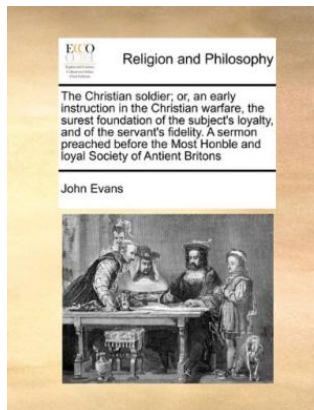 ECCO
Religion and Philosophy
The Christian soldier; or, an early
instruction in the Christian warfare, the
surest foundation of the subject's loyalty,
and of the servant's fidelity. A sermon
preached before the Most Honble and
loyal Society of Antient Britons
John Evans